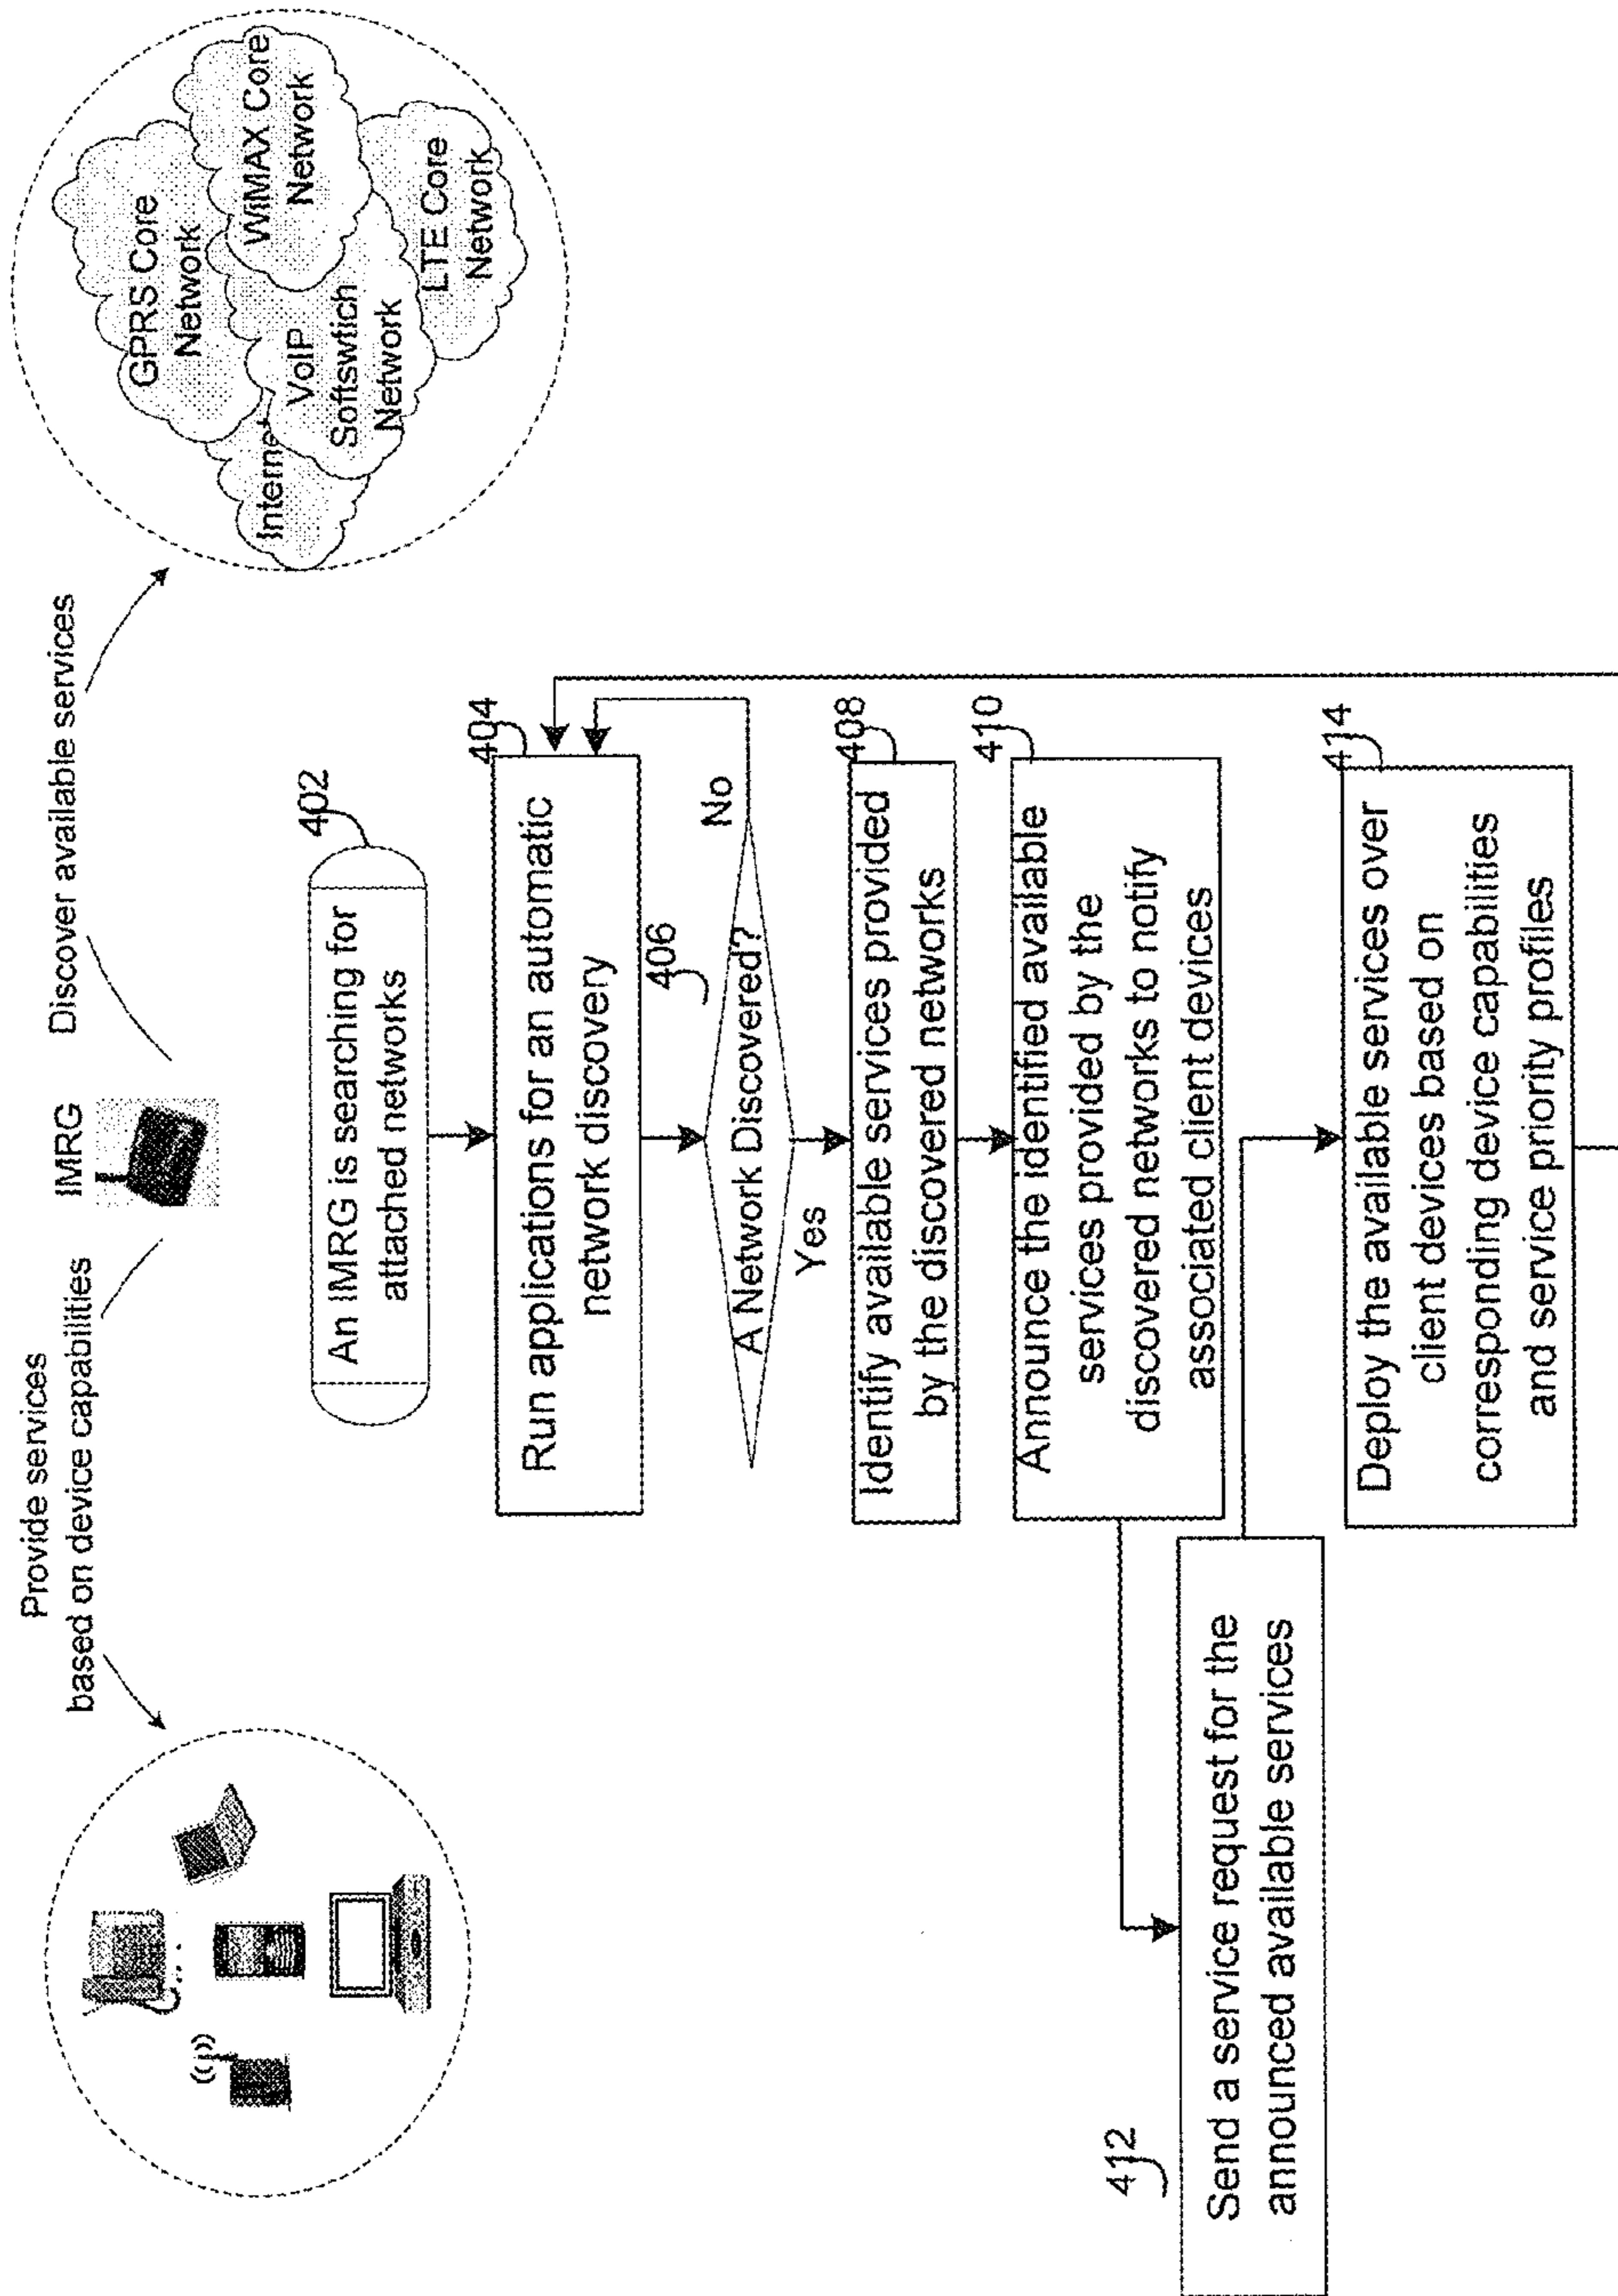 Provide services
based on device capabilities
IMRG
Discover available services
GPRS Core
Network
WiMAX Core
Network
Interne
VoIP
Softswtich
Network
LTE Core
Network
402
An IMRG is searching for
attached networks
404
Run applications for an automatic
network discovery
406
A Network Discovered?
No
Yes
408
Identify available services provided
by the discovered networks
410
Announce the identified available
services provided by the
discovered networks to notify
associated client devices
412
Send a service request for the
announced available services
414
Deploy the available services over
client devices based on
corresponding device capabilities
and service priority profiles